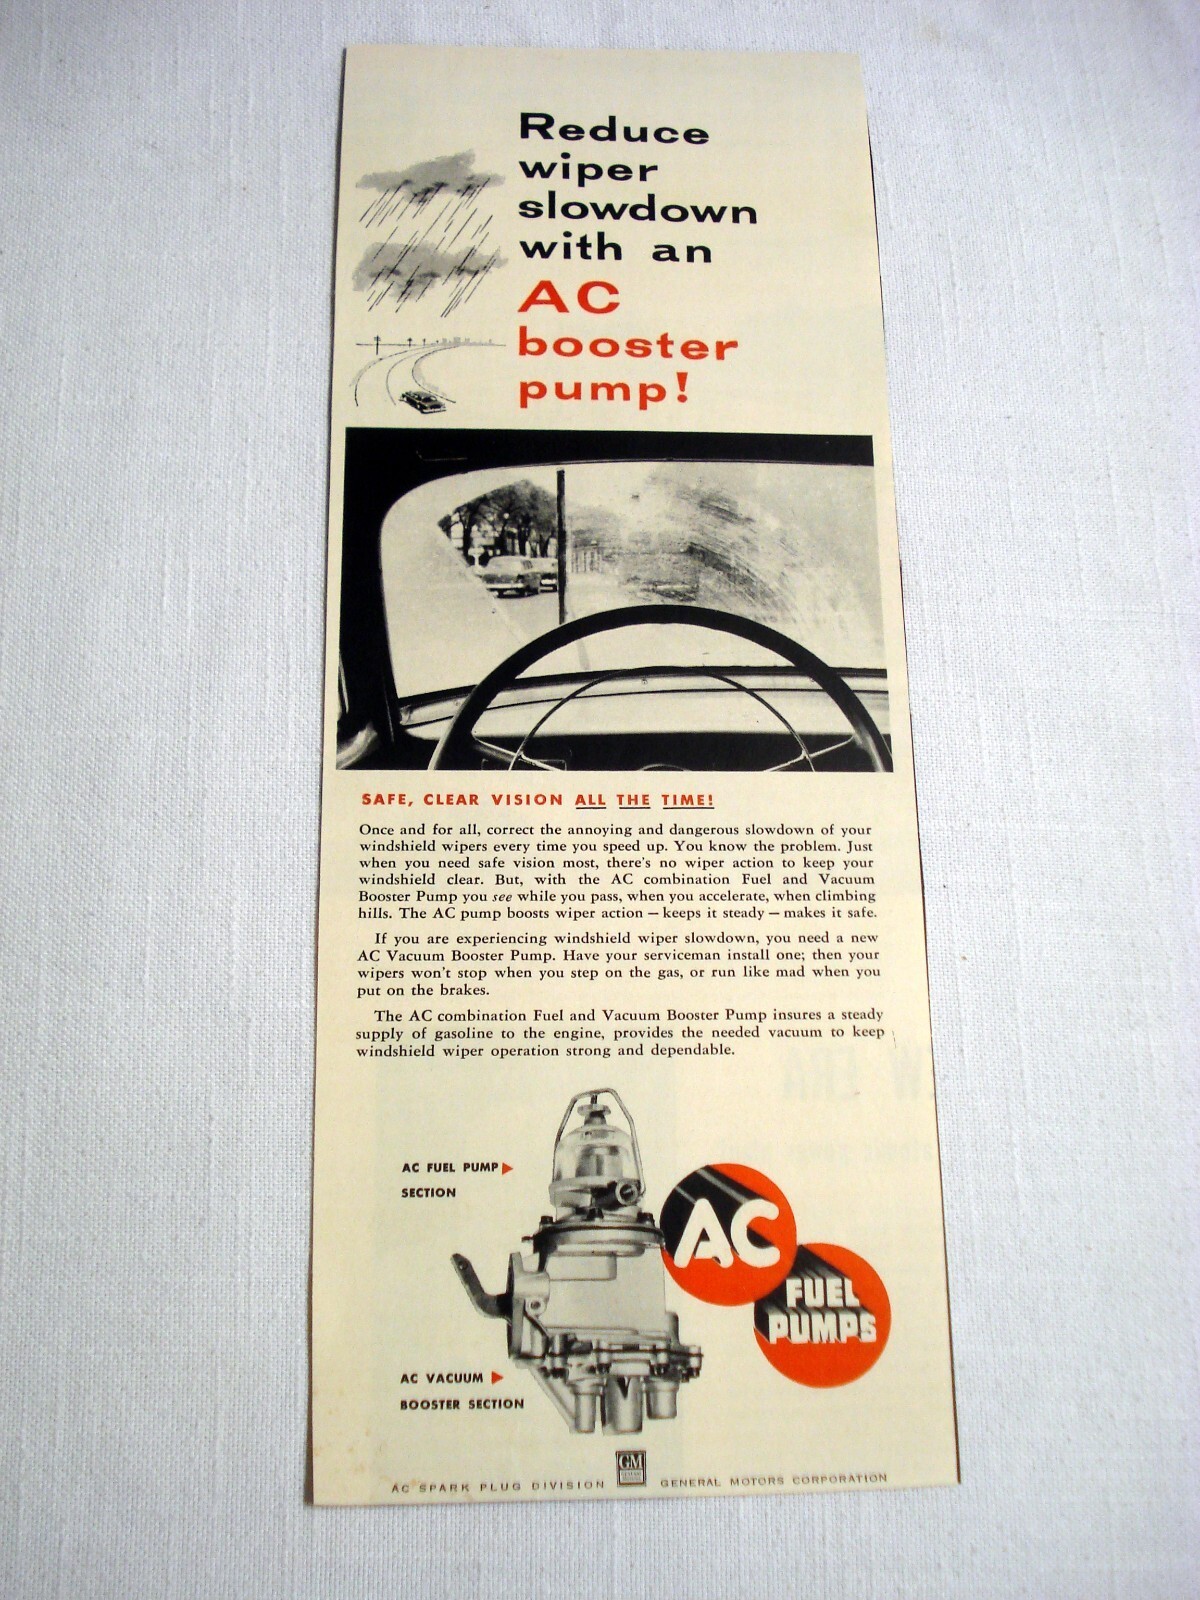 Reduce
wiper
slowdown
with an
AC
booster
pump!
SAFE, CLEAR VISION ALL THE TIME!
Once and for all, correct the annoying and dangerous slowdown of your
windshield wipers every time you speed up. You know the problem. Just
when you need safe vision most, there's no wiper action to keep your
windshield clear. But, with the AC combination Fuel and Vacuum
Booster Pump you see while you pass, when you accelerate, when climbing
hills. The AC pump boosts wiper action — keeps it steady — makes it safe.
If you are experiencing windshield wiper slowdown, you need a new
AC Vacuum Booster Pump. Have your serviceman install one; then your
wipers won't stop when you step on the gas, or run like mad when you
put on the brakes.
The AC combination Fuel and Vacuum Booster Pump insures a steady
supply of gasoline to the engine, provides the needed vacuum to keep
windshield wiper operation strong and dependable.
AC FUEL PUMP
SECTION
AC
FUEL
PUMPS
AC VACUUM
BOOSTER SECTION
GM
AC SPARK PLUG DIVISION GENERAL MOTORS CORPORATION